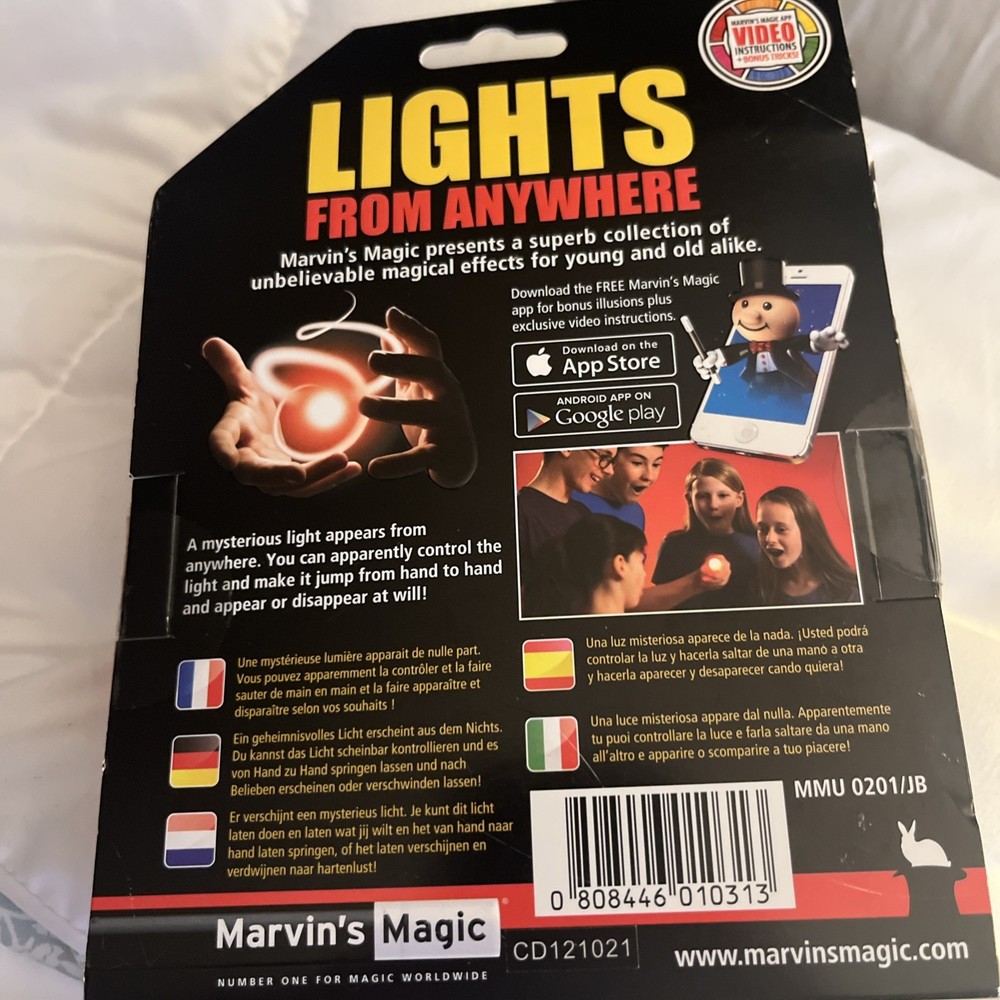 MARVIN'S MAGIC APP
VIDEO
INSTRUCTIONS
+ BONUS TRICKS!
LIGHTS
FROM ANYWHERE
Marvin's Magic presents a superb collection of
unbelievable magical effects for young and old alike.
Download the FREE Marvin's Magic
app for bonus illusions plus
exclusive video instructions.
Download on the
App Store
ANDROID APP ON
Google play
A mysterious light appears from
anywhere. You can apparently control the
light and make it jump from hand to hand
and appear or disappear at will!
Une mystérieuse lumière apparait de nulle part.
Vous pouvez apparemment la contrôler et la faire
sauter de main en main et la faire apparaître et
disparaître selon vos souhaits !
Ein geheimnisvolles Licht erscheint aus dem Nichts.
Du kannst das Licht scheinbar kontrollieren und es
von Hand zu Hand springen lassen und nach
Belieben erscheinen oder verschwinden lassen!
Er verschijnt een mysterieus licht. Je kunt dit licht
laten doen en laten wat jij wilt en het van hand naar
hand laten springen, of het laten verschijnen en
verdwijnen naar hartenlust!
Una luz misteriosa aparece de la nada. ¡Usted podrá
controlar la luz y hacerla saltar de una mano a otra
y hacerla aparecer y desaparecer cando quiera!
Una luce misteriosa appare dal nulla. Apparentemente
tu puoi controllare la luce e farla saltare da una mano
all'altro e apparire o scomparire a tuo piacere!
MMU 0201/JB
0 808446 010313
Marvin's Magic
NUMBER ONE FOR MAGIC WORLDWIDE
CD121021
www.marvinsmagic.com